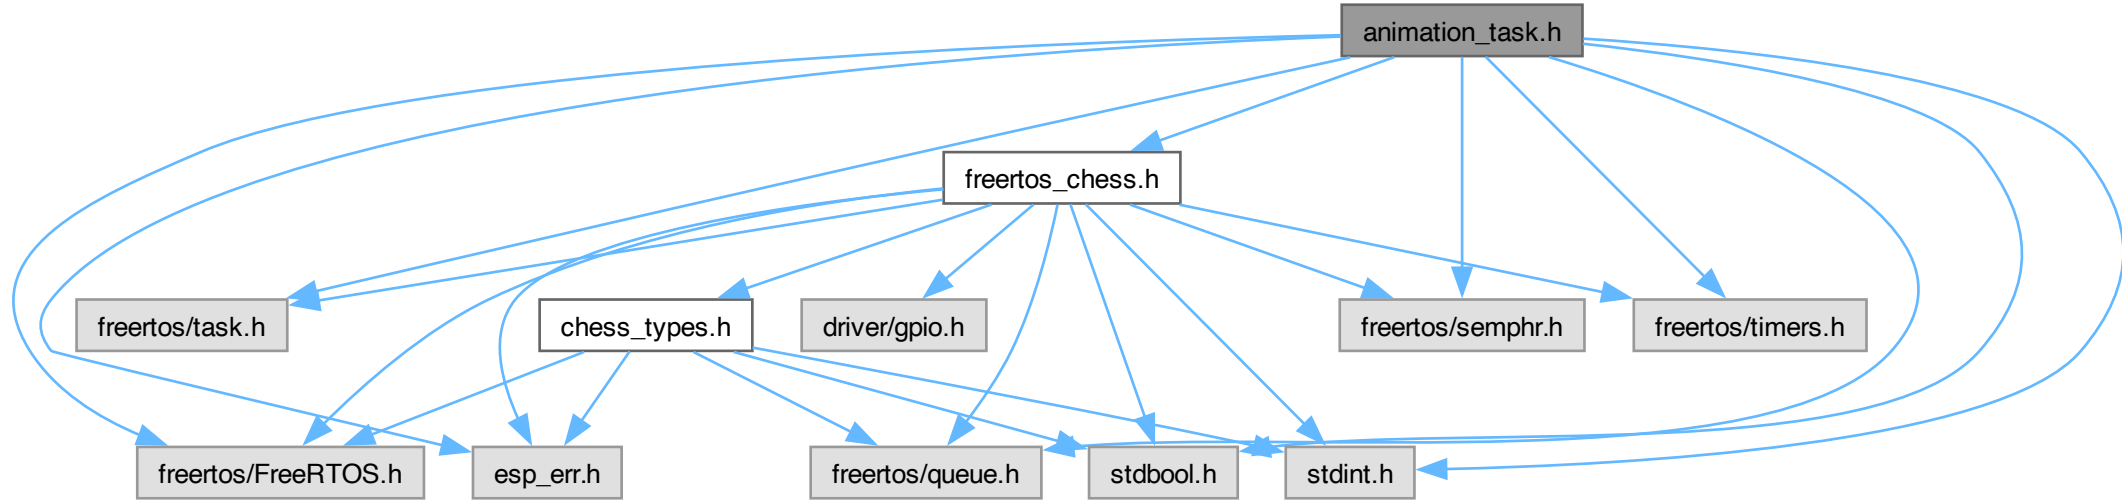 animation_task.h
freertos_chess.h
freertos/task.h
chess_types.h
driver/gpio.h
freertos/semphr.h
freertos/timers.h
freertos/FreeRTOS.h
esp_err.h
freertos/queue.h
stdbool.h
stdint.h